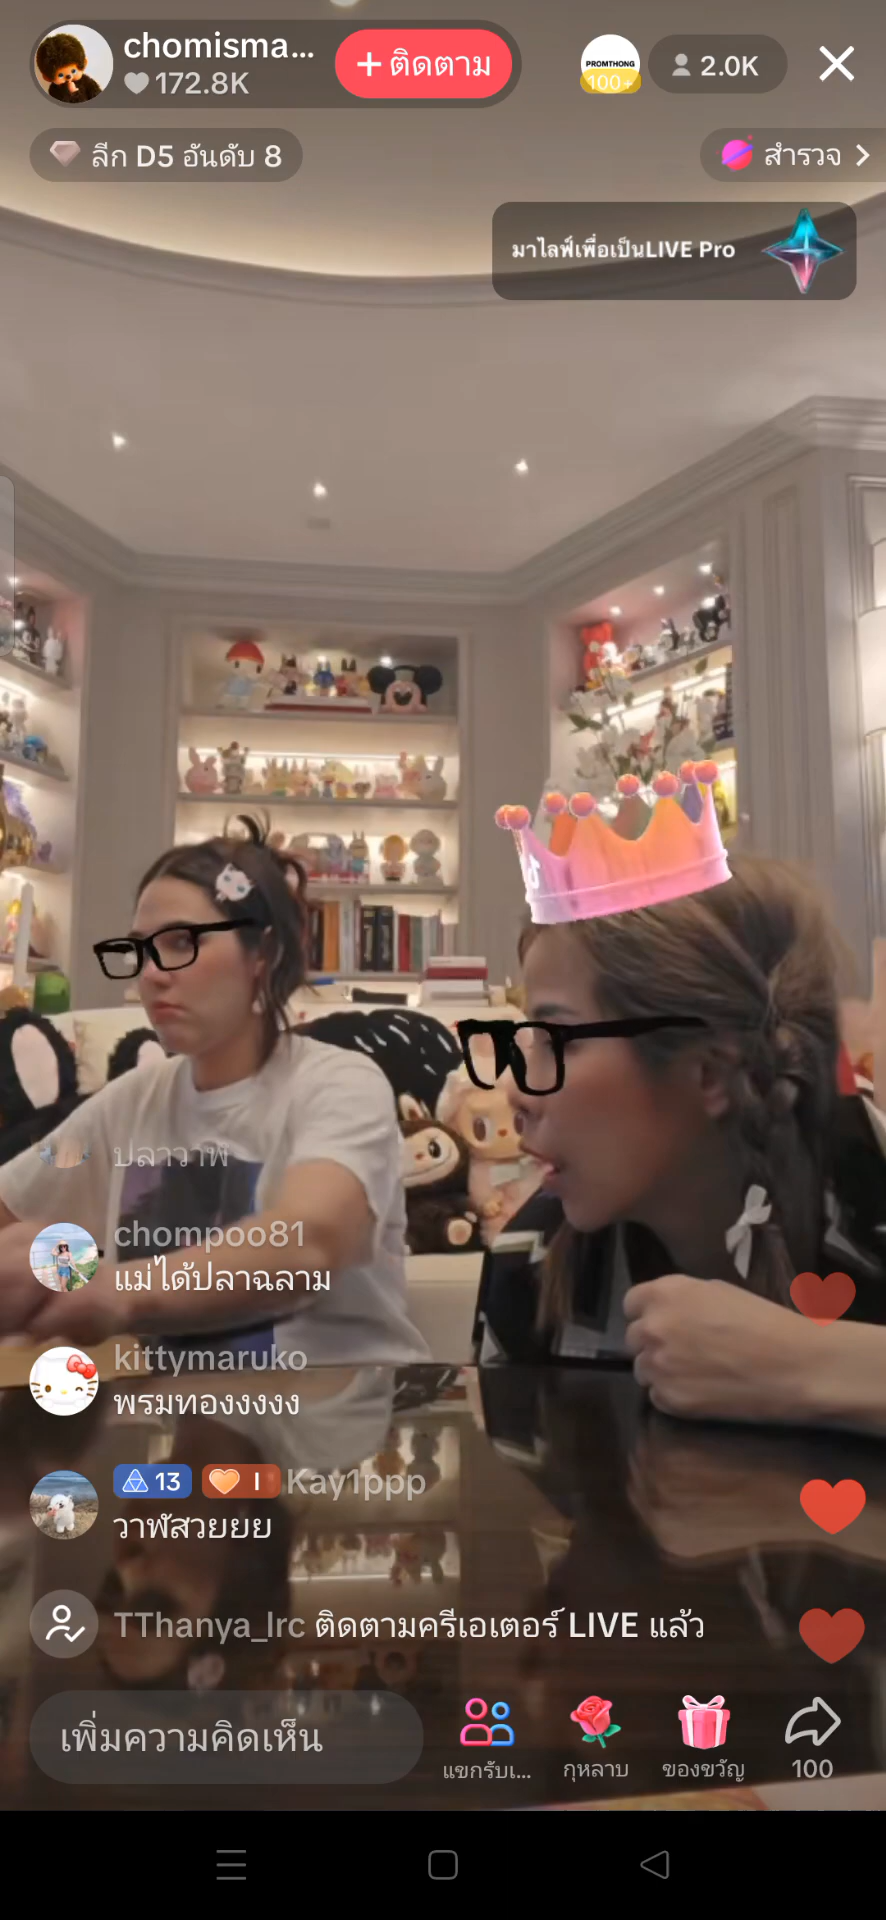 chomisma...
172.8K
+ ติดตาม
PROMTHONG
100+
2.0K
ลีก D5 อันดับ 8
สำรวจ
มาไลฟ์เพื่อเป็นLIVE Pro
ปลาวาฬ
chompoo81
แม่ได้ปลาฉลาม
kittymaruko
พรมทองงงงง
13 I Kay1ppp
วาฬสวยยย
TThanya_lrc ติดตามครีเอเตอร์ LIVE แล้ว
เพิ่มความคิดเห็น
แขกรับเ...
กุหลาบ
ของขวัญ
100